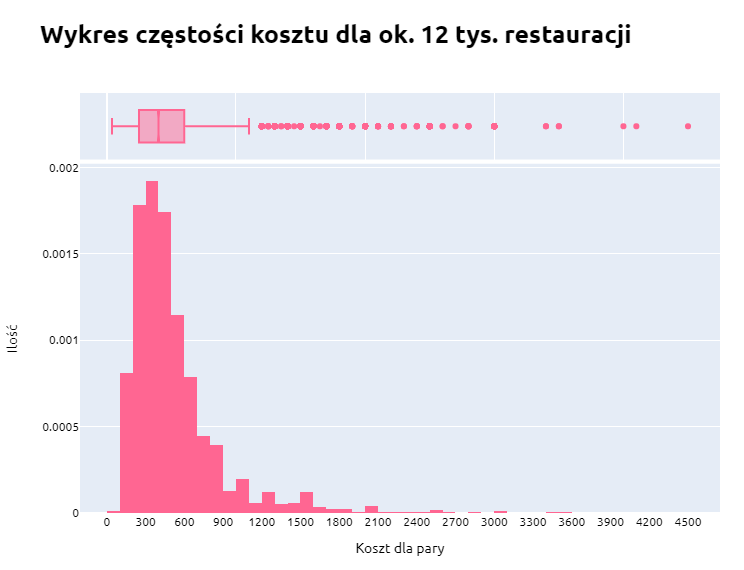 Wykres częstości kosztu dla ok. 12 tys. restauracji
0.002
0.0015
0.001
0.0005
0
Ilość
0 300 600 900 1200 1500 1800 2100 2400 2700 3000 3300 3600 3900 4200 4500
Koszt dla pary